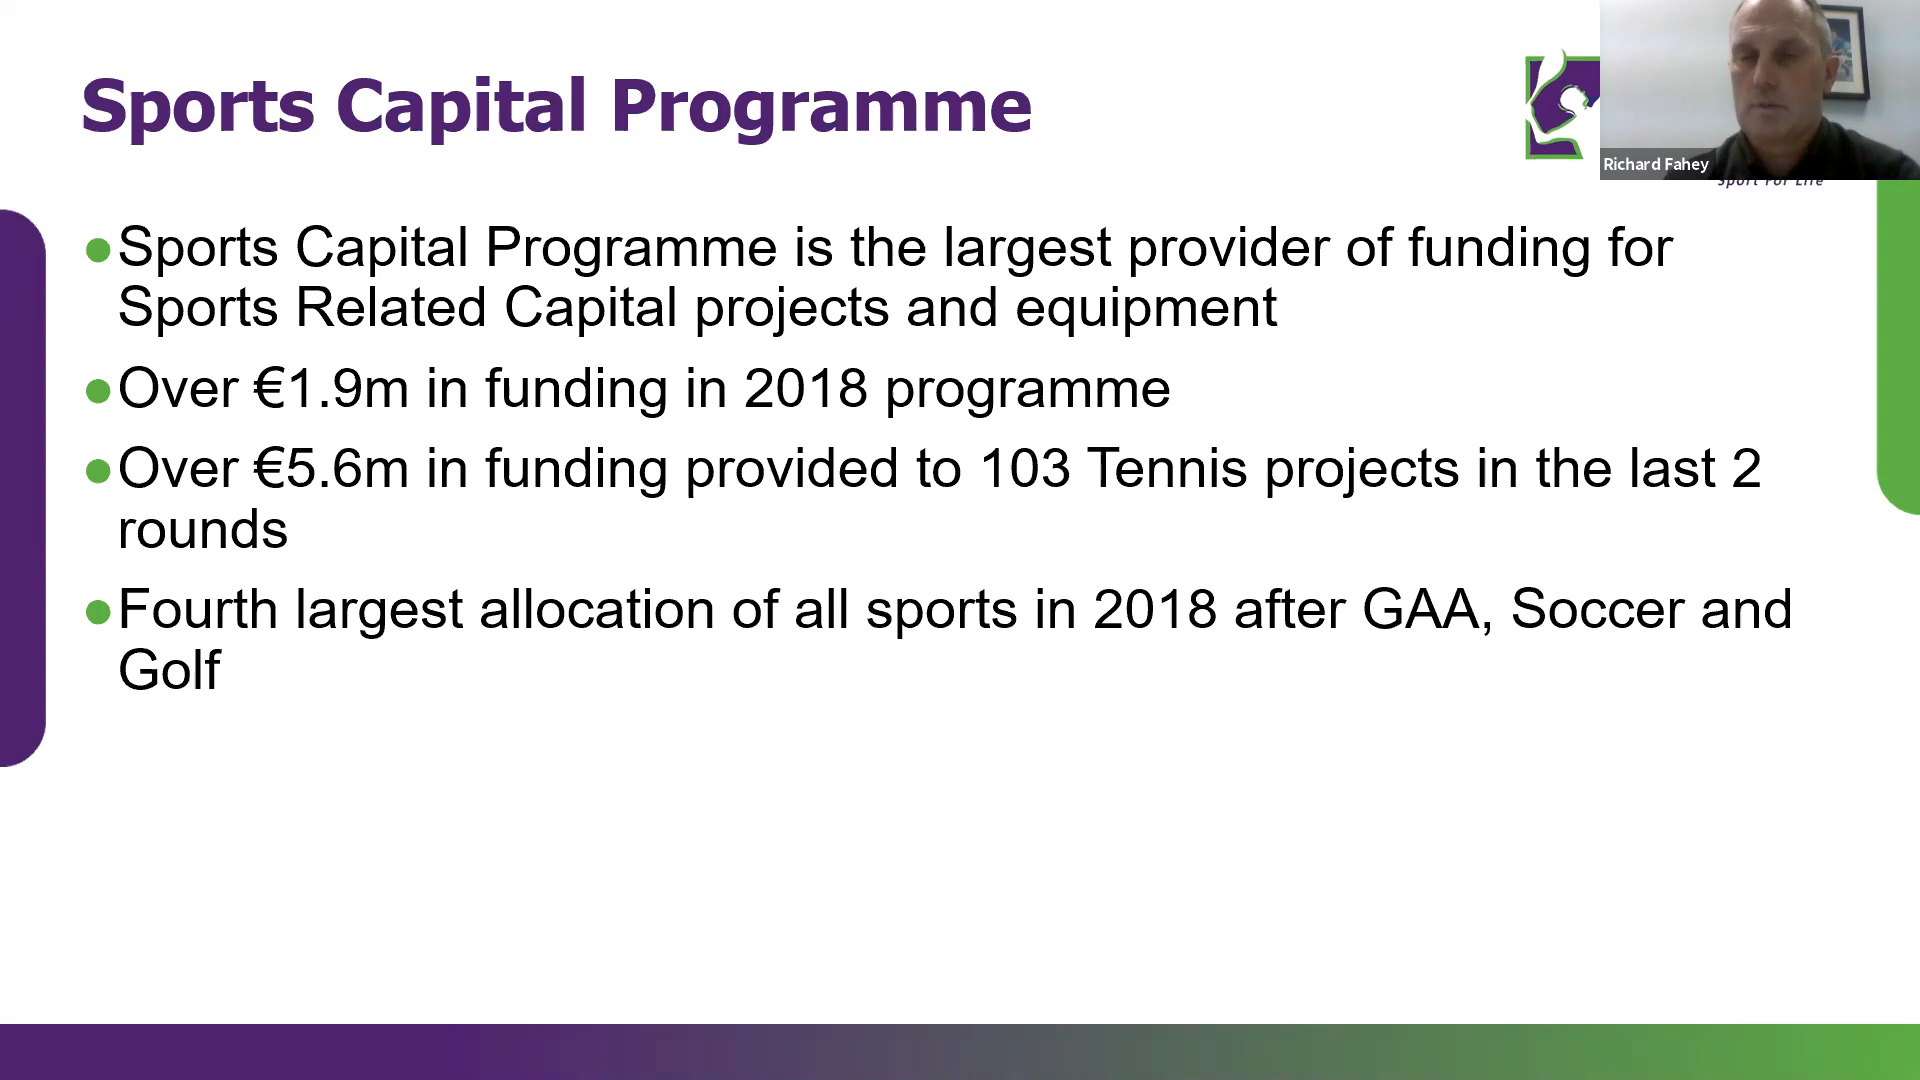 Sports Capital Programme
Richard Fahey
Sport For Life
●Sports Capital Programme is the largest provider of funding for
Sports Related Capital projects and equipment
●Over €1.9m in funding in 2018 programme
●Over €5.6m in funding provided to 103 Tennis projects in the last 2
rounds
●Fourth largest allocation of all sports in 2018 after GAA, Soccer and
Golf